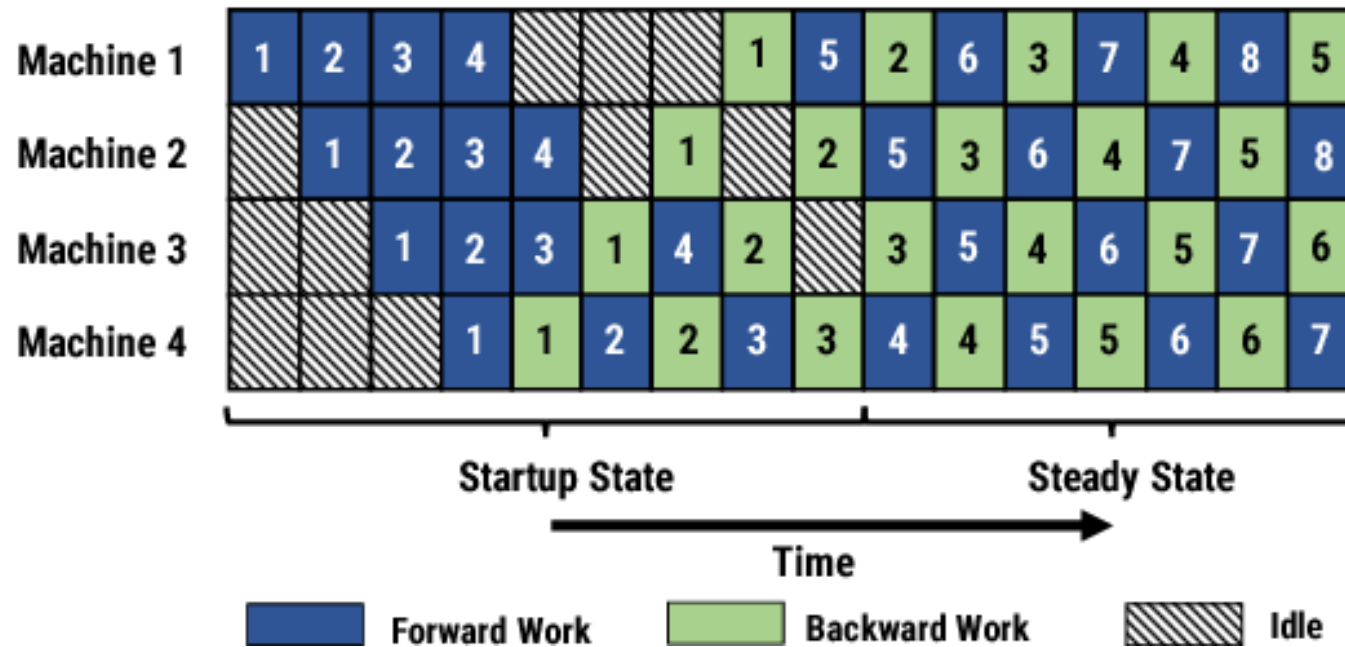 Machine 1 1 2 3 4 1 5 2 6 3 7 4 8 5
Machine 2 1 2 3 4 1 2 5 3 6 4 7 5 8
Machine 3 1 2 3 1 4 2 3 5 4 6 5 7 6
Machine 4 1 1 2 2 3 3 4 4 5 5 6 6 7
Startup State Steady State
Time
Forward Work Backward Work Idle